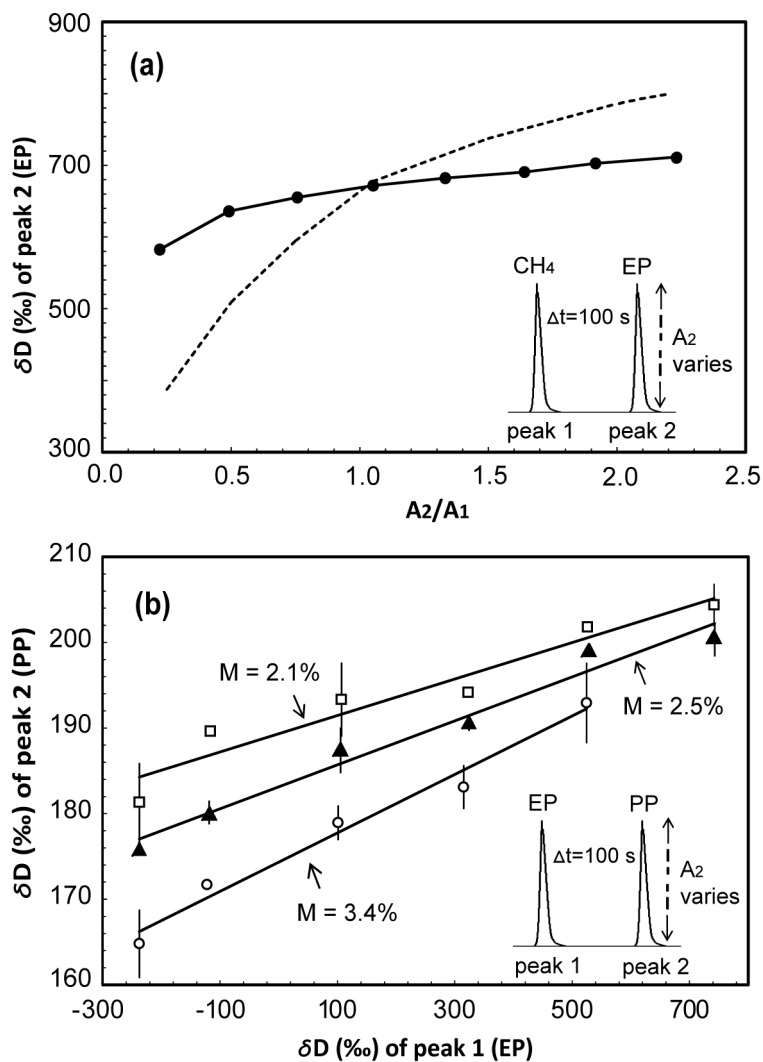 900
(a)
700
500
300
δD (‰) of peak 2 (EP)
CH4
EP
Δt=100 s
A2
varies
peak 1
peak 2
0.0
0.5
1.0
1.5
2.0
2.5
A2/A1
210
(b)
200
190
180
170
160
δD (‰) of peak 2 (PP)
M = 2.1%
M = 2.5%
M = 3.4%
EP
PP
Δt=100 s
A2
varies
peak 1
peak 2
-300
-100
100
300
500
700
δD (‰) of peak 1 (EP)